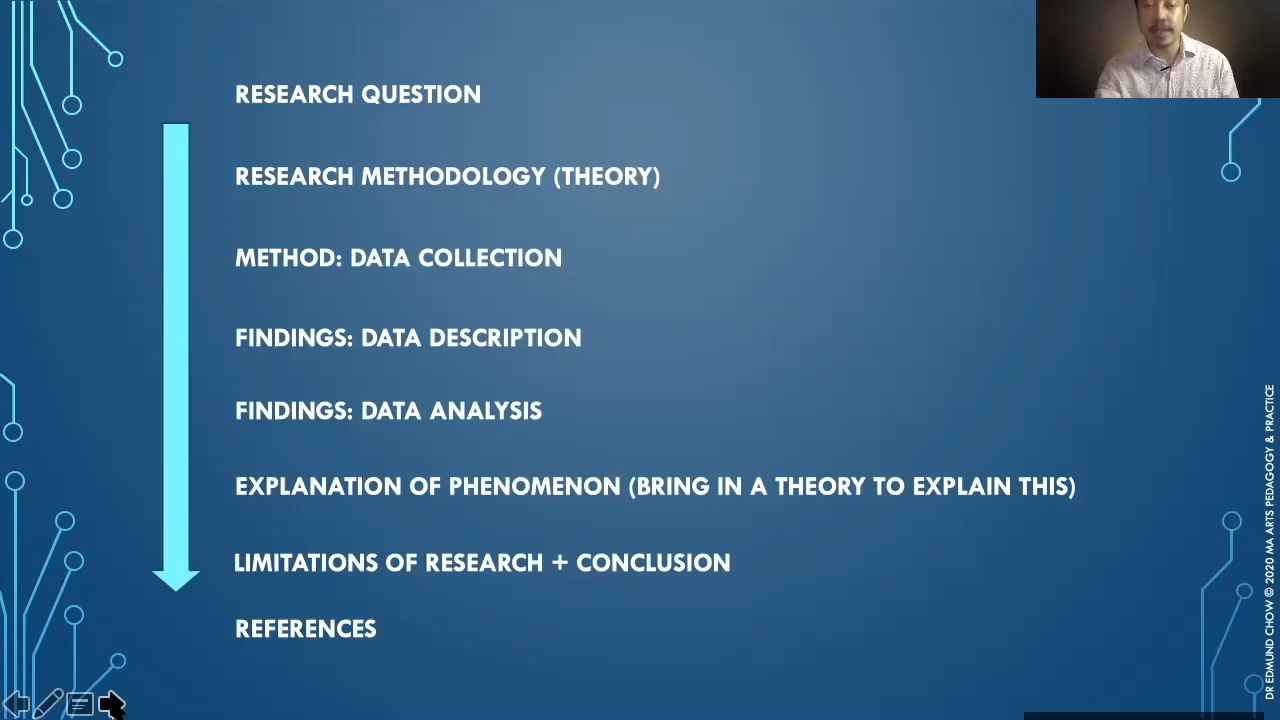 RESEARCH QUESTION
RESEARCH METHODOLOGY (THEORY)
METHOD: DATA COLLECTION
FINDINGS: DATA DESCRIPTION
FINDINGS: DATA ANALYSIS
EXPLANATION OF PHENOMENON (BRING IN A THEORY TO EXPLAIN THIS)
LIMITATIONS OF RESEARCH + CONCLUSION
REFERENCES
DR EDMUND CHOW © 2020 MA ARTS PEDAGOGY & PRACTICE